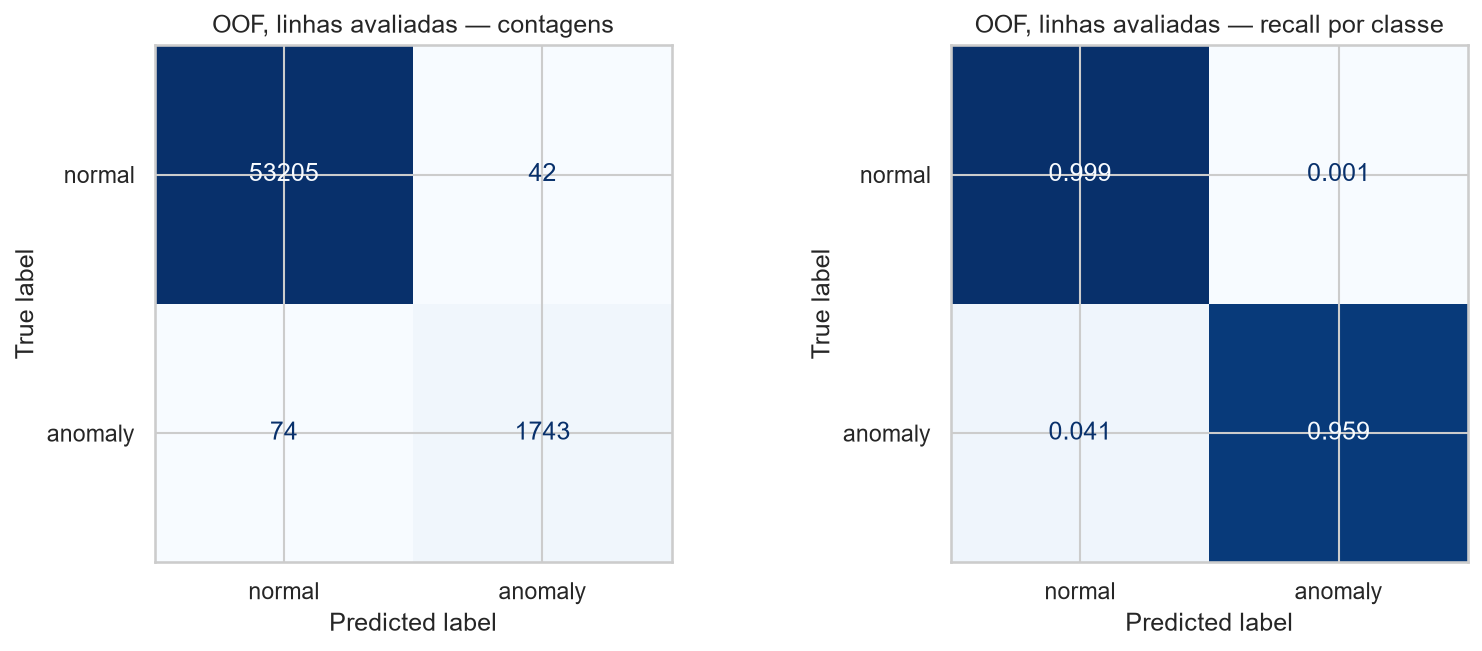 OOF, linhas avaliadas — contagens
True label
normal
53205
42
anomaly
74
1743
normal
anomaly
Predicted label
OOF, linhas avaliadas — recall por classe
True label
normal
0.999
0.001
anomaly
0.041
0.959
normal
anomaly
Predicted label